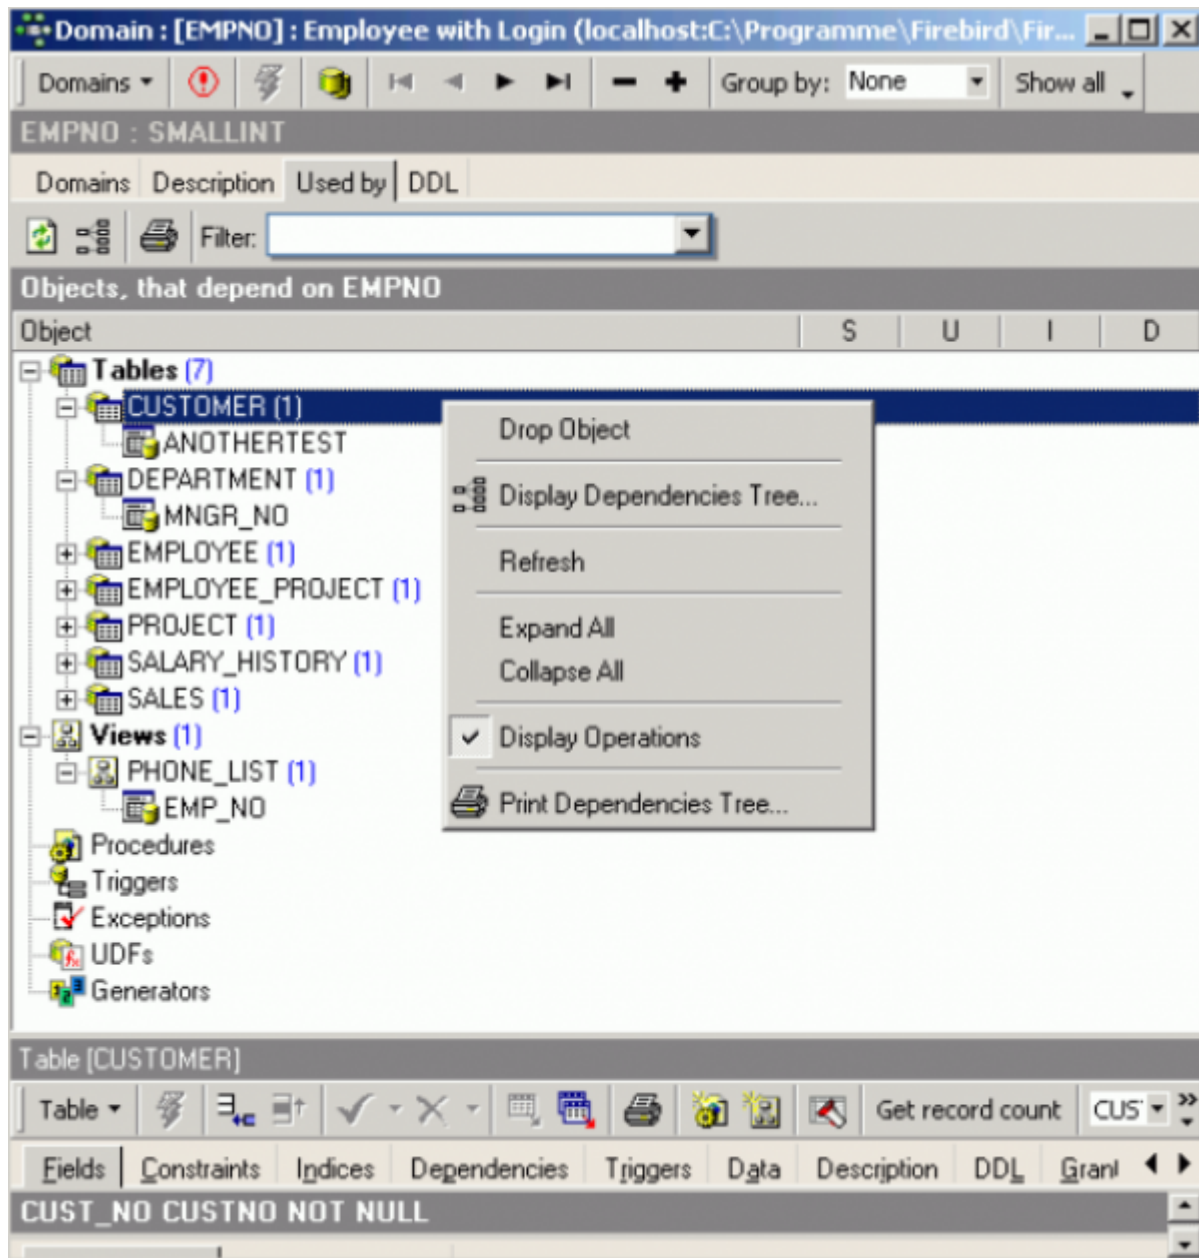 Domain : [EMPNO] : Employee with Login (localhost:C:\Programme\Firebird\Fir...
Domains Group by: None Show all
EMPNO : SMALLINT
Domains Description Used by DDL
Filter:
Objects, that depend on EMPNO
Object S U I D
Tables (7)
CUSTOMER (1)
ANOTHERTEST
DEPARTMENT (1)
MNGR_NO
EMPLOYEE (1)
EMPLOYEE_PROJECT (1)
PROJECT (1)
SALARY_HISTORY (1)
SALES (1)
Views (1)
PHONE_LIST (1)
EMP_NO
Procedures
Triggers
Exceptions
UDFs
Generators
Drop Object
Display Dependencies Tree...
Refresh
Expand All
Collapse All
Display Operations
Print Dependencies Tree...
Table [CUSTOMER]
Table Get record count CUS
Fields Constraints Indices Dependencies Triggers Data Description DDL Grant
CUST_NO CUSTNO NOT NULL